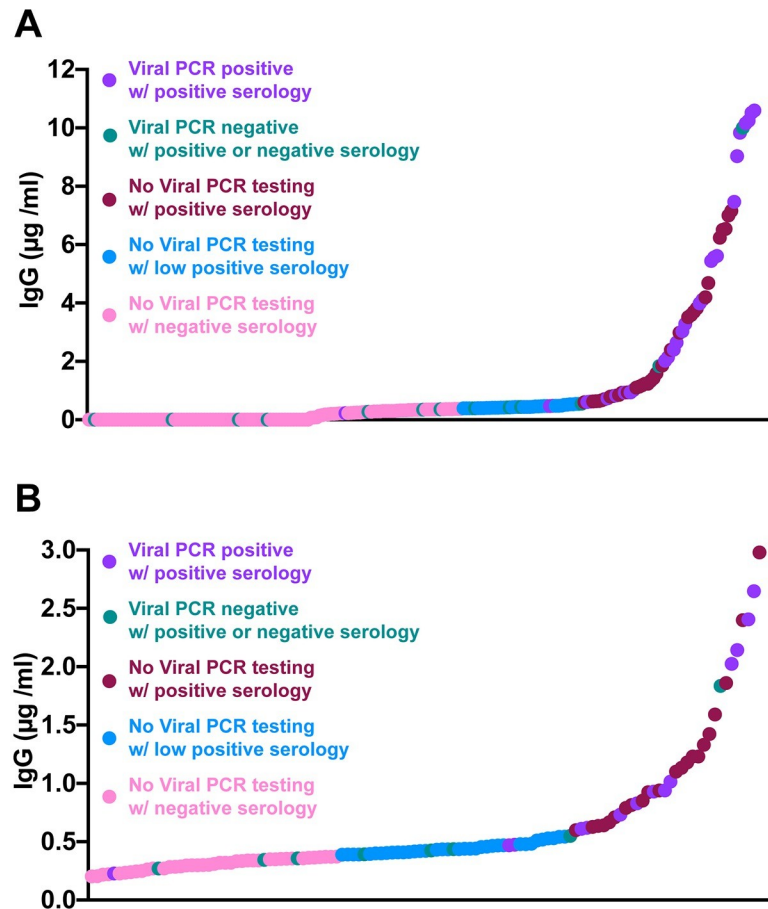 A
12
10
8
6
4
2
0
IgG (µg /ml)
Viral PCR positive
w/ positive serology
Viral PCR negative
w/ positive or negative serology
No Viral PCR testing
w/ positive serology
No Viral PCR testing
w/ low positive serology
No Viral PCR testing
w/ negative serology
B
3.0
2.5
2.0
1.5
1.0
0.5
0.0
IgG (µg /ml)
Viral PCR positive
w/ positive serology
Viral PCR negative
w/ positive or negative serology
No Viral PCR testing
w/ positive serology
No Viral PCR testing
w/ low positive serology
No Viral PCR testing
w/ negative serology